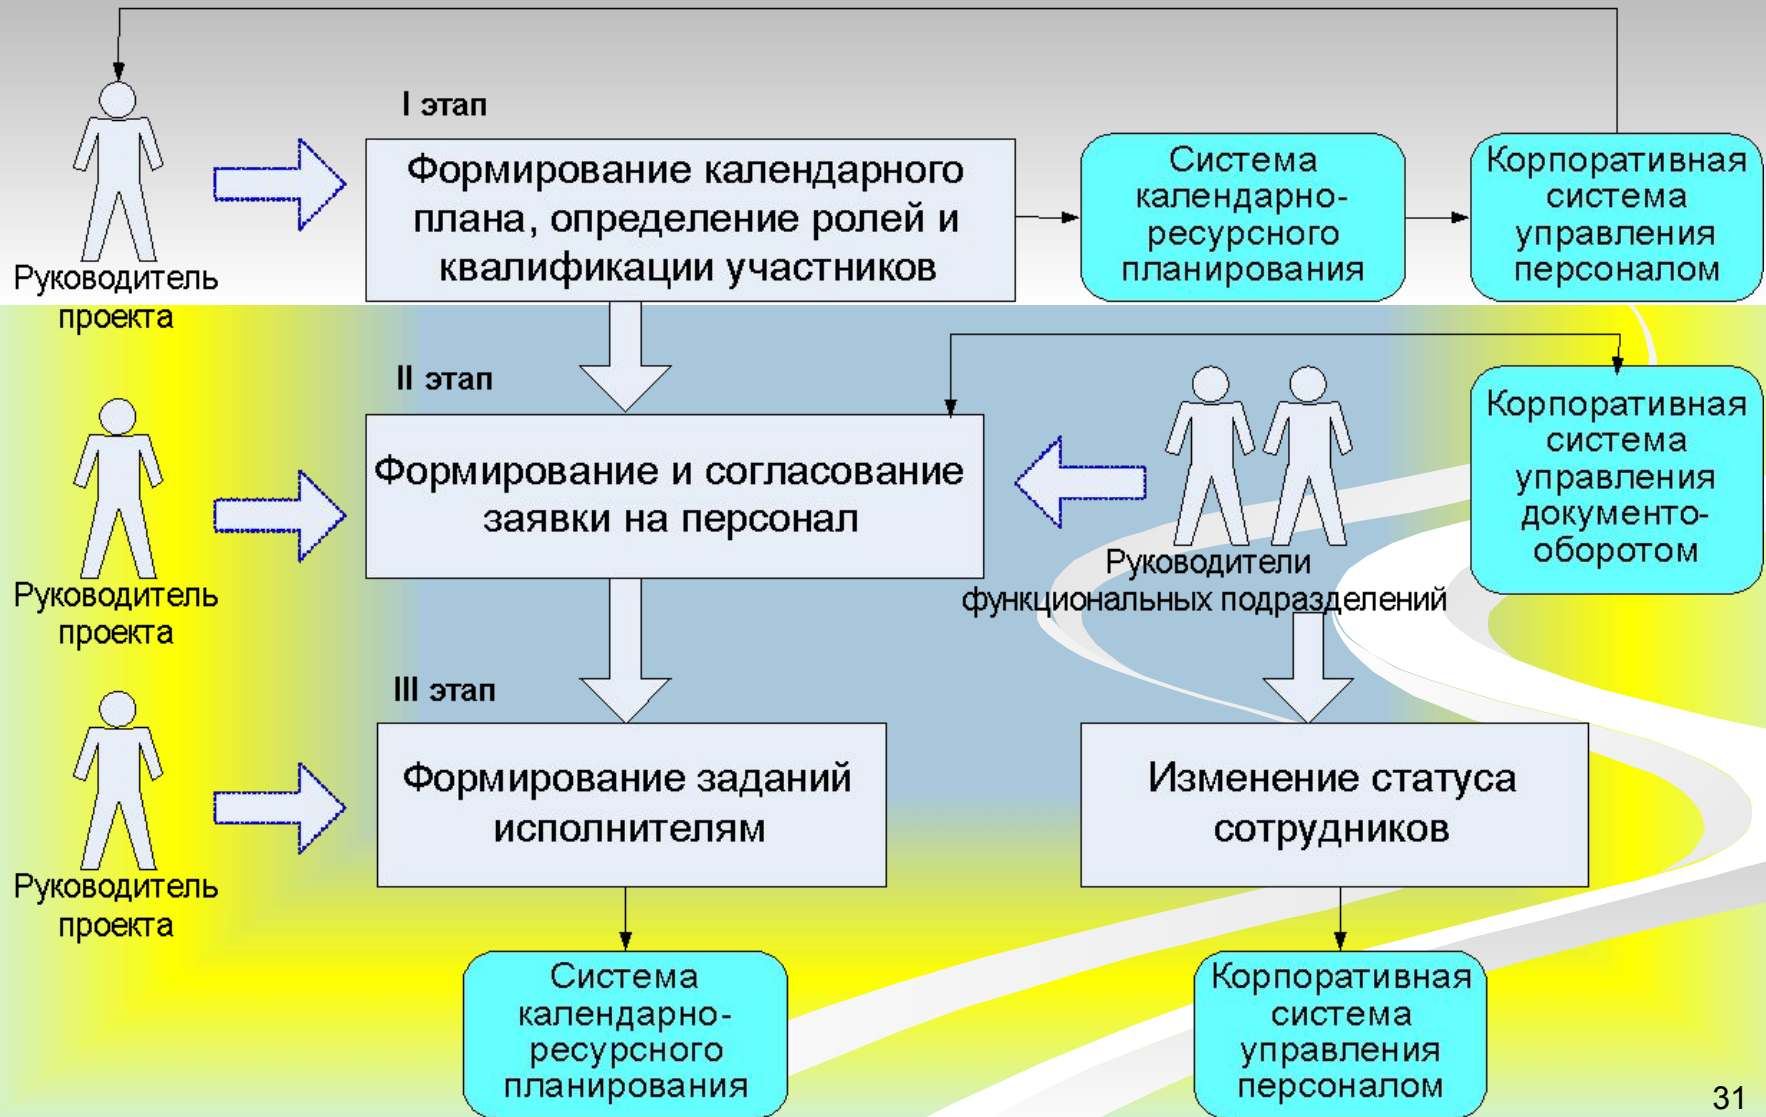 I этап
Формирование календарного
плана, определение ролей и
квалификации участников
Система
календарно-
ресурсного
планирования
Корпоративная
система
управления
персоналом
Руководитель
проекта
II этап
Формирование и согласование
заявки на персонал
Руководители
функциональных подразделений
Корпоративная
система
управления
документо-
оборотом
Руководитель
проекта
III этап
Формирование заданий
исполнителям
Изменение статуса
сотрудников
Руководитель
проекта
Система
календарно-
ресурсного
планирования
Корпоративная
система
управления
персоналом
31